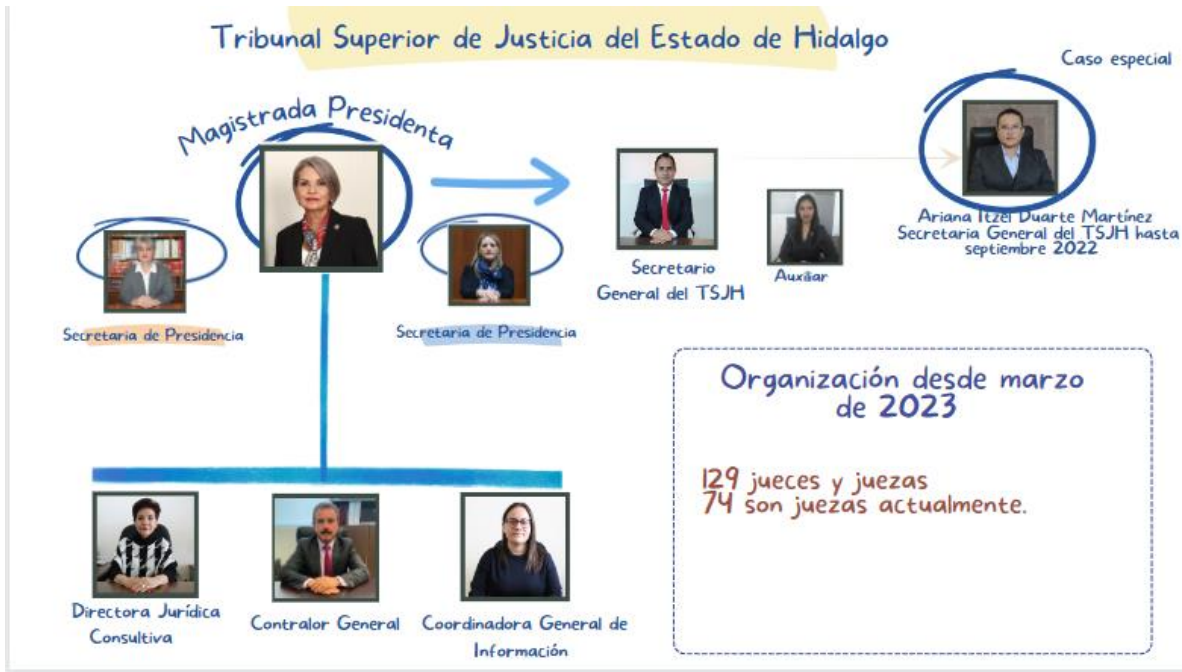 Tribunal Superior de Justicia del Estado de Hidalgo
Caso especial
Magistrada Presidenta
Ariana Itzel Duarte Martínez
Secretaria General del TSJH hasta
septiembre 2022
Secretario
General del TSJH
Auxiliar
Secretaria de Presidencia
Secretaria de Presidencia
Organización desde marzo
de 2023
129 jueces y juezas
74 son juezas actualmente.
Directora Jurídica
Consultiva
Contralor General
Coordinadora General de
Información